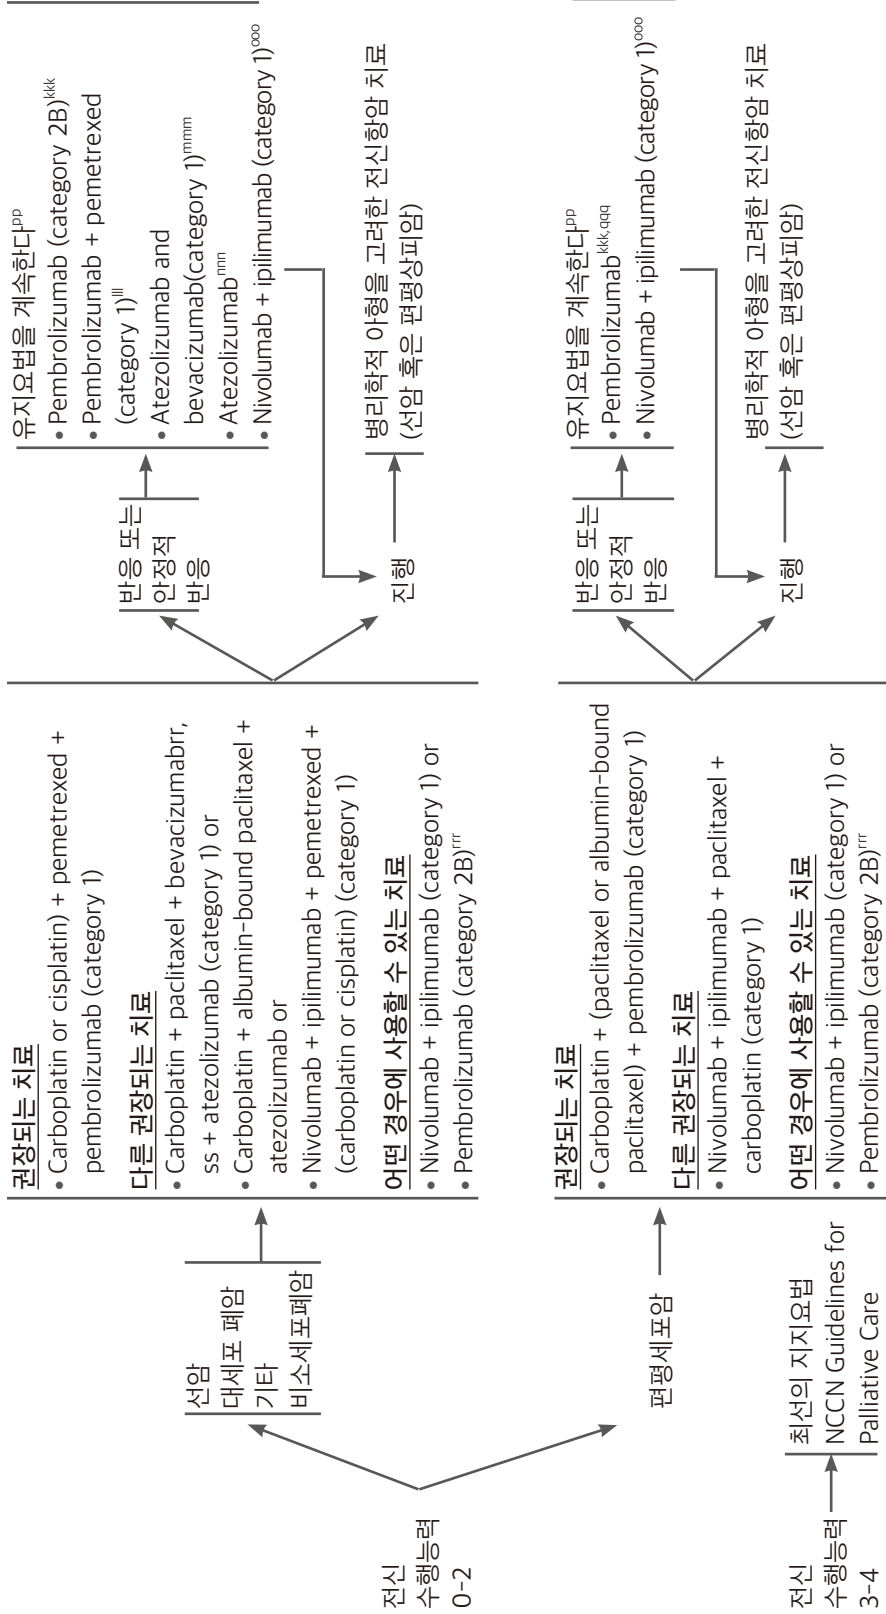 전신
수행능력
0-2
선암
대세포 폐암
기타
비소세포폐암
권장되는 치료
• Carboplatin or cisplatin) + pemetrexed +
pembrolizumab (category 1)
다른 권장되는 치료
• Carboplatin + paclitaxel + bevacizumabrr,
ss + atezolizumab (category 1) or
• Carboplatin + albumin-bound paclitaxel +
atezolizumab or
• Nivolumab + ipilimumab + pemetrexed +
(carboplatin or cisplatin) (category 1)
어떤 경우에 사용할 수 있는 치료
• Nivolumab + ipilimumab (category 1) or
• Pembrolizumab (category 2B)rrr
반응 또는
안정적
반응
유지요법을 계속한다pp
• Pembrolizumab (category 2B)kkk
• Pembrolizumab + pemetrexed
(category 1)lll
• Atezolizumab and
bevacizumab(category 1)mmm
• Atezolizumabnnn
• Nivolumab + ipilimumab (category 1)ooo
진행
병리학적 아형을 고려한 전신항암 치료
(선암 혹은 편평상피암)
편평세포암
권장되는 치료
• Carboplatin + (paclitaxel or albumin-bound
paclitaxel) + pembrolizumab (category 1)
다른 권장되는 치료
• Nivolumab + ipilimumab + paclitaxel +
carboplatin (category 1)
어떤 경우에 사용할 수 있는 치료
• Nivolumab + ipilimumab (category 1) or
• Pembrolizumab (category 2B)rrr
반응 또는
안정적
반응
유지요법을 계속한다pp
• Pembrolizumabkkk,qqq
• Nivolumab + ipilimumab (category 1)ooo
진행
병리학적 아형을 고려한 전신항암 치료
(선암 혹은 편평상피암)
전신
수행능력
3-4
최선의 지지요법
NCCN Guidelines for
Palliative Care